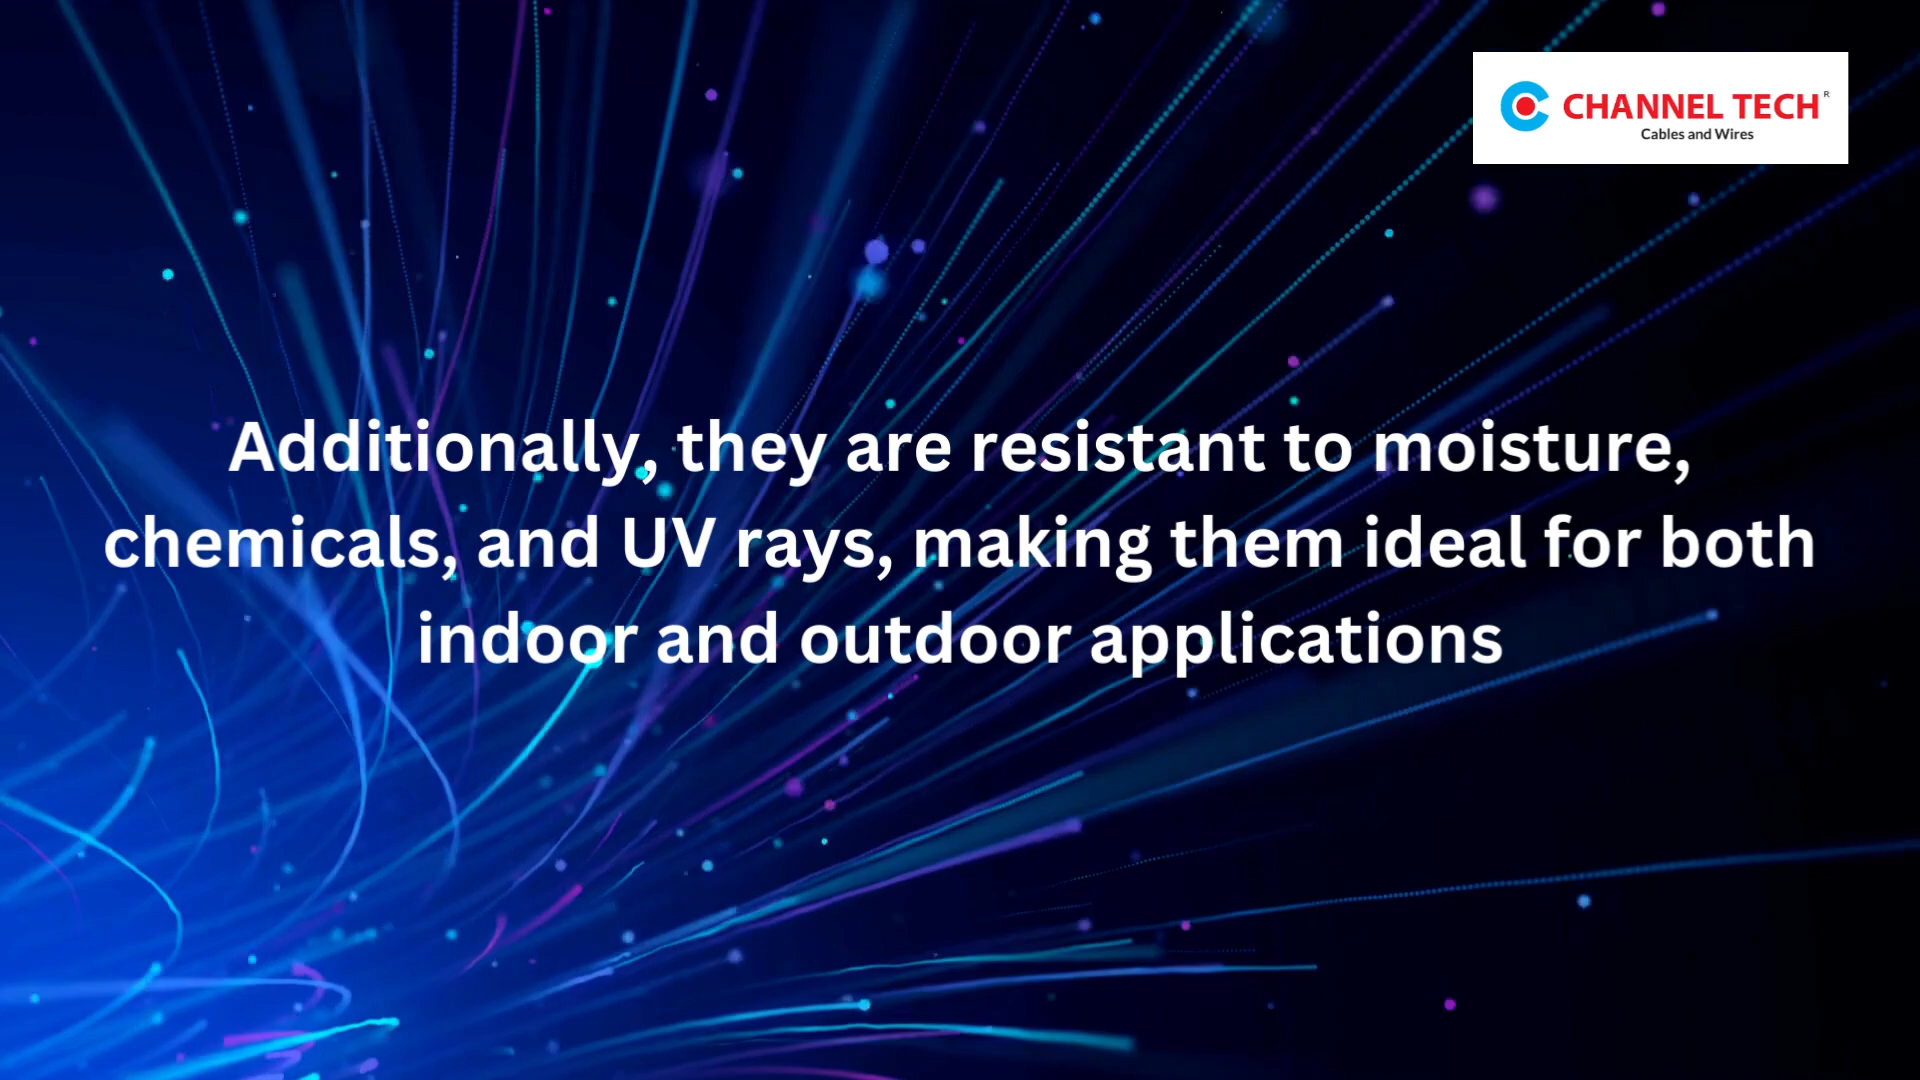 CHANNEL TECH®
Cables and Wires
Additionally, they are resistant to moisture,
chemicals, and UV rays, making them ideal for both
indoor and outdoor applications